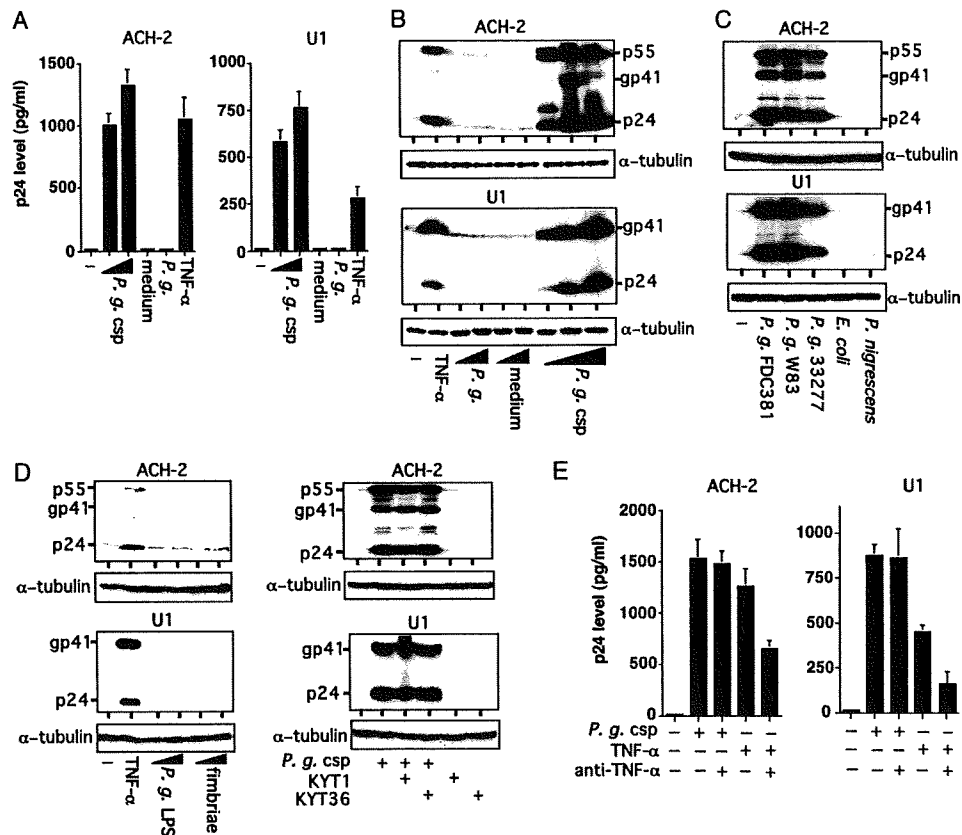 A
ACH-2
U1
p24 level (pg/ml)
1500
1000
500
0
1000
750
500
250
0
–
P. g. csp
medium
P. g.
TNF-α
–
P. g. csp
medium
P. g.
TNF-α
B
ACH-2
p55
gp41
p24
α-tubulin
U1
gp41
p24
α-tubulin
–
TNF-α
P. g.
medium
P. g. csp
C
ACH-2
p55
gp41
p24
α-tubulin
U1
gp41
p24
α-tubulin
–
P. g. FDC381
P. g. W83
P. g. 33277
E. coli
P. nigrescens
D
ACH-2
p55
gp41
p24
α-tubulin
U1
gp41
p24
α-tubulin
–
TNF-α
P. g. LPS
fimbriae
ACH-2
p55
gp41
p24
α-tubulin
U1
gp41
p24
α-tubulin
P. g. csp + + +
KYT1 + +
KYT36 + +
E
ACH-2
U1
p24 level (pg/ml)
2000
1500
1000
500
0
1000
750
500
250
0
P. g. csp – + + – – – + + – –
TNF-α – – – + + – – – + +
anti-TNF-α – – + – + – – + – +